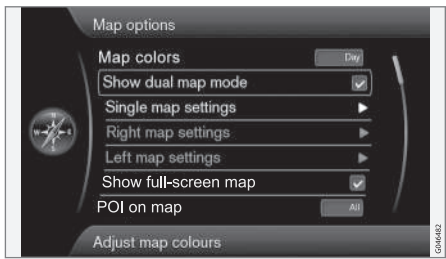 Map options
Map colors Day
Show dual map mode
Single map settings
Right map settings
Left map settings
Show full-screen map
POI on map All
Adjust map colours
N
W E
S
G046482